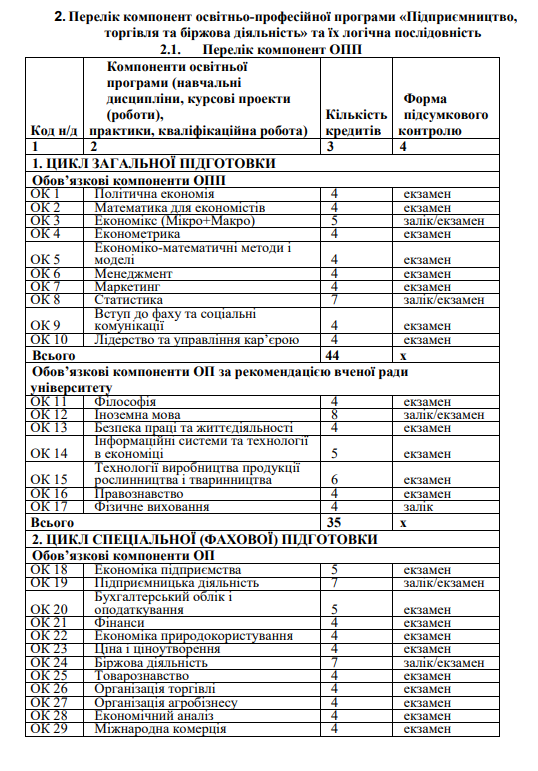 2. Перелік компонент освітньо-професійної програми «Підприємництво,
торгівля та біржова діяльність» та їх логічна послідовність
2.1. Перелік компонент ОПП
Код н/д Компоненти освітньої програми (навчальні дисципліни, курсові проекти (роботи), практики, кваліфікаційна робота) Кількість кредитів Форма підсумкового контролю
1 2 3 4
1. ЦИКЛ ЗАГАЛЬНОЇ ПІДГОТОВКИ
Обов’язкові компоненти ОПП
ОК 1 Політична економія 4 екзамен
ОК 2 Математика для економістів 4 екзамен
ОК 3 Економікс (Мікро+Макро) 5 залік/екзамен
ОК 4 Економетрика 4 екзамен
ОК 5 Економіко-математичні методи і моделі 4 екзамен
ОК 6 Менеджмент 4 екзамен
ОК 7 Маркетинг 4 екзамен
ОК 8 Статистика 7 залік/екзамен
ОК 9 Вступ до фаху та соціальні комунікації 4 екзамен
ОК 10 Лідерство та управління кар’єрою 4 екзамен
Всього 44 х
Обов’язкові компоненти ОП за рекомендацією вченої ради
університету
ОК 11 Філософія 4 екзамен
ОК 12 Іноземна мова 8 залік/екзамен
ОК 13 Безпека праці та життєдіяльності 4 екзамен
ОК 14 Інформаційні системи та технології в економіці 5 екзамен
ОК 15 Технології виробництва продукції рослинництва і тваринництва 6 екзамен
ОК 16 Правознавство 4 екзамен
ОК 17 Фізичне виховання 4 залік
Всього 35 х
2. ЦИКЛ СПЕЦІАЛЬНОЇ (ФАХОВОЇ) ПІДГОТОВКИ
Обов’язкові компоненти ОП
ОК 18 Економіка підприємства 5 екзамен
ОК 19 Підприємницька діяльність 7 залік/екзамен
ОК 20 Бухгалтерський облік і оподаткування 5 екзамен
ОК 21 Фінанси 4 екзамен
ОК 22 Економіка природокористування 4 екзамен
ОК 23 Ціна і ціноутворення 4 екзамен
ОК 24 Біржова діяльність 7 залік/екзамен
ОК 25 Товарознавство 4 екзамен
ОК 26 Організація торгівлі 4 екзамен
ОК 27 Організація агробізнесу 4 екзамен
ОК 28 Економічний аналіз 4 екзамен
ОК 29 Міжнародна комерція 4 екзамен